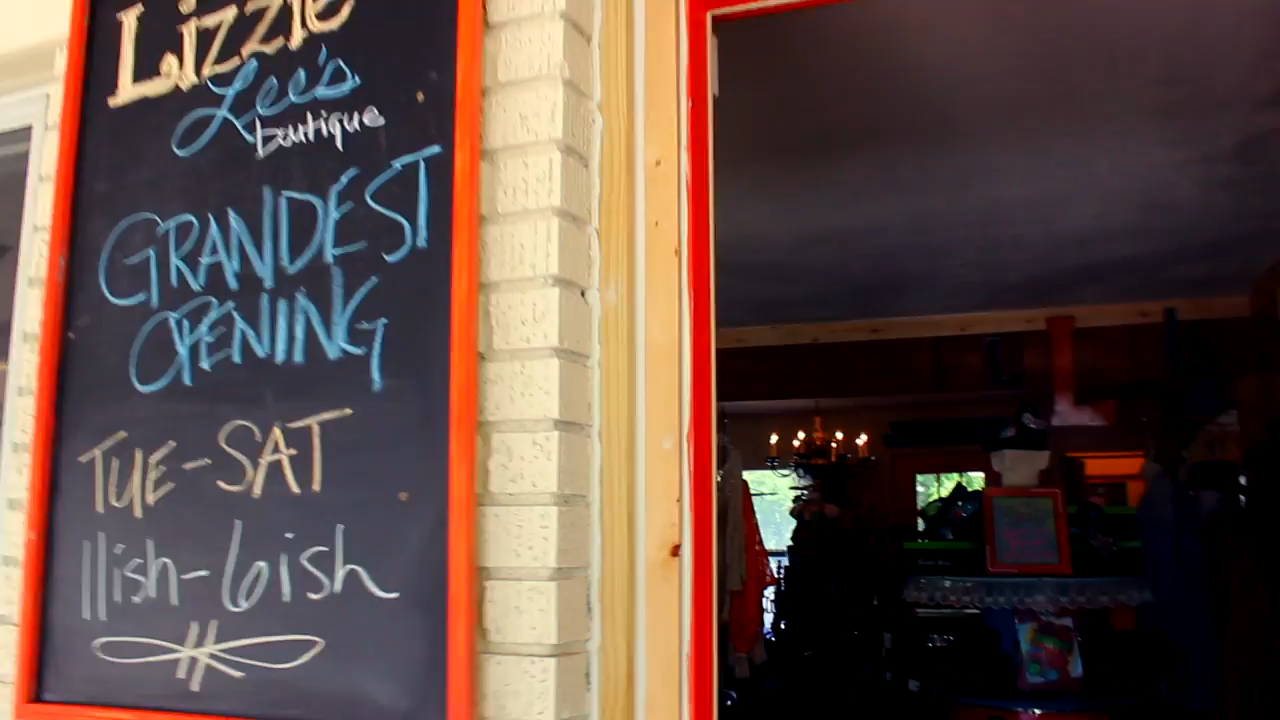 Lizzie
Lee's
boutique
GRANDEST
OPENING
TUE-SAT
11ish-6ish